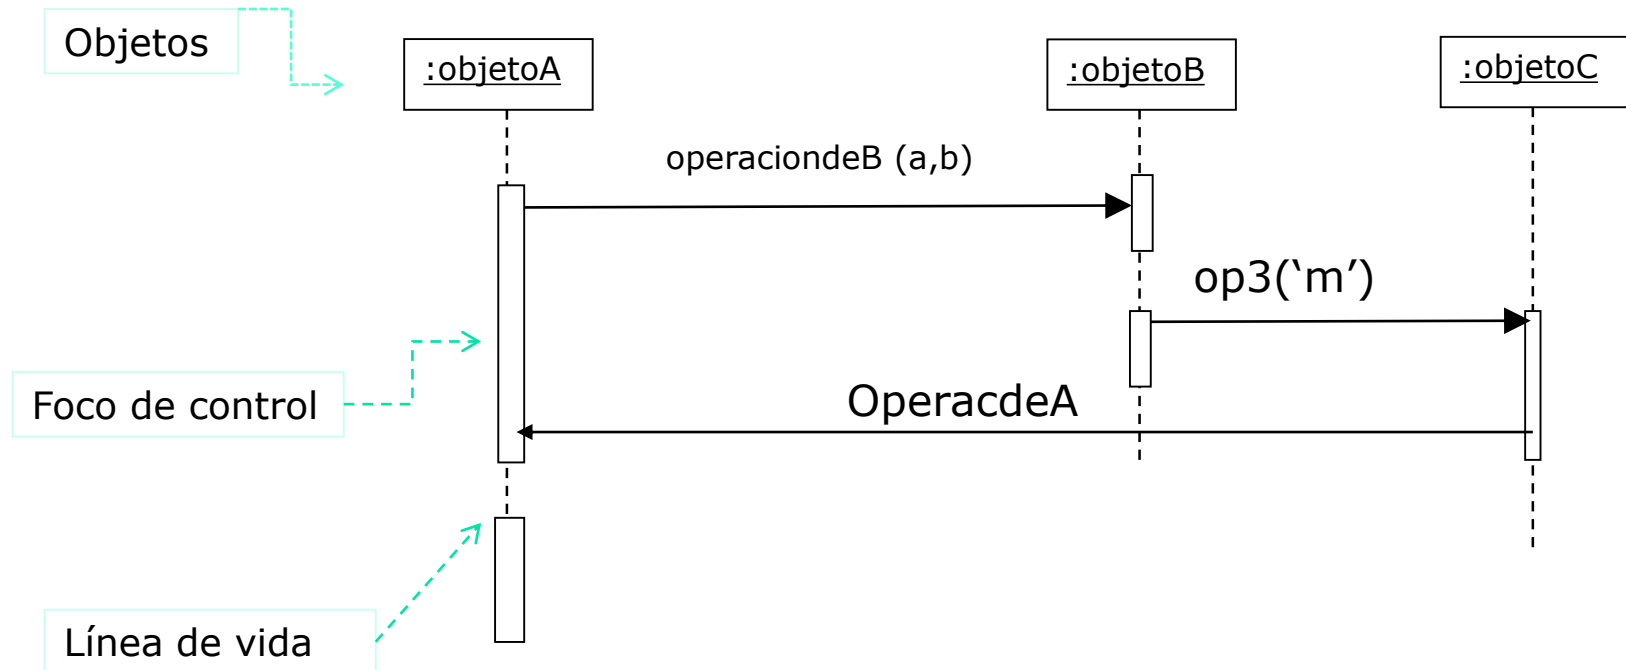 Objetos
:objetoA
:objetoB
:objetoC
operaciondeB (a,b)
op3(‘m’)
Foco de control
OperacdeA
Línea de vida